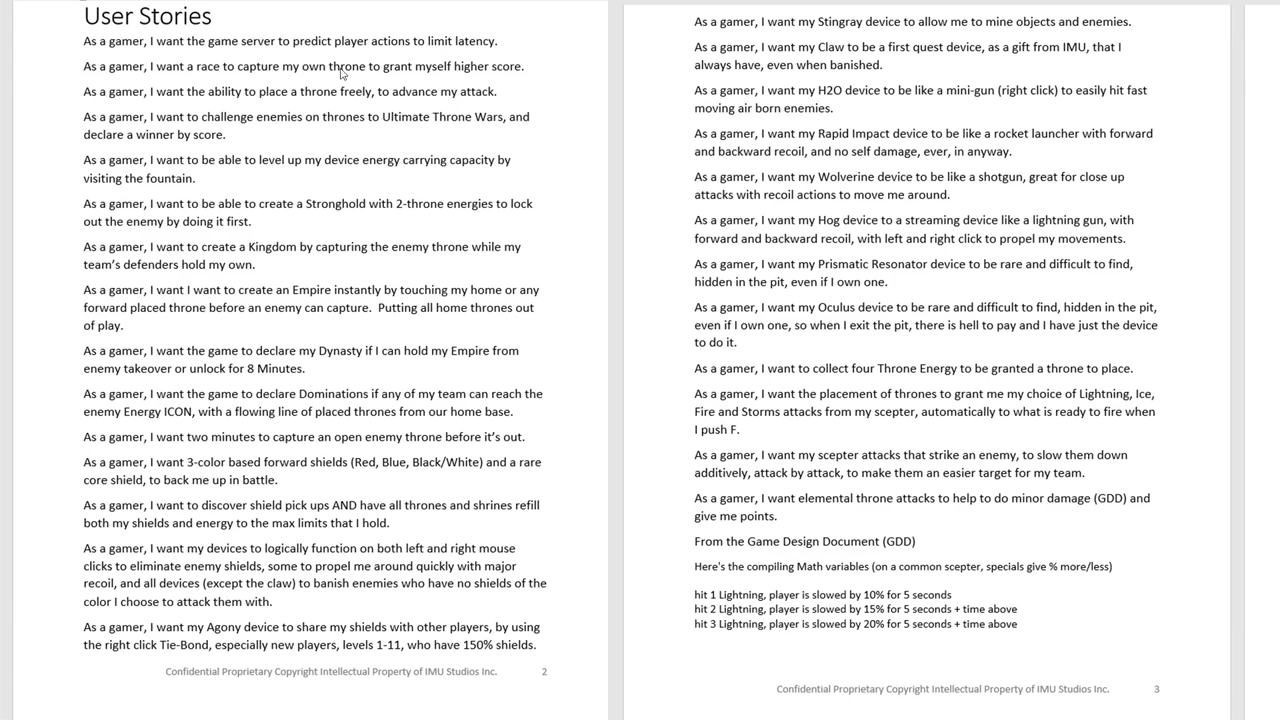 User Stories
As a gamer, I want the game server to predict player actions to limit latency.
As a gamer, I want a race to capture my own throne to grant myself higher score.
As a gamer, I want the ability to place a throne freely, to advance my attack.
As a gamer, I want to challenge enemies on thrones to Ultimate Throne Wars, and
declare a winner by score.
As a gamer, I want to be able to level up my device energy carrying capacity by
visiting the fountain.
As a gamer, I want to be able to create a Stronghold with 2-throne energies to lock
out the enemy by doing it first.
As a gamer, I want to create a Kingdom by capturing the enemy throne while my
team’s defenders hold my own.
As a gamer, I want I want to create an Empire instantly by touching my home or any
forward placed throne before an enemy can capture.  Putting all home thrones out
of play.
As a gamer, I want the game to declare my Dynasty if I can hold my Empire from
enemy takeover or unlock for 8 Minutes.
As a gamer, I want the game to declare Dominations if any of my team can reach the
enemy Energy ICON, with a flowing line of placed thrones from our home base.
As a gamer, I want two minutes to capture an open enemy throne before it’s out.
As a gamer, I want 3-color based forward shields (Red, Blue, Black/White) and a rare
core shield, to back me up in battle.
As a gamer, I want to discover shield pick ups AND have all thrones and shrines refill
both my shields and energy to the max limits that I hold.
As a gamer, I want my devices to logically function on both left and right mouse
clicks to eliminate enemy shields, some to propel me around quickly with major
recoil, and all devices (except the claw) to banish enemies who have no shields of the
color I choose to attack them with.
As a gamer, I want my Agony device to share my shields with other players, by using
the right click Tie-Bond, especially new players, levels 1-11, who have 150% shields.
Confidential Proprietary Copyright Intellectual Property of IMU Studios Inc. 2
As a gamer, I want my Stingray device to allow me to mine objects and enemies.
As a gamer, I want my Claw to be a first quest device, as a gift from IMU, that I
always have, even when banished.
As a gamer, I want my H2O device to be like a mini-gun (right click) to easily hit fast
moving air born enemies.
As a gamer, I want my Rapid Impact device to be like a rocket launcher with forward
and backward recoil, and no self damage, ever, in anyway.
As a gamer, I want my Wolverine device to be like a shotgun, great for close up
attacks with recoil actions to move me around.
As a gamer, I want my Hog device to a streaming device like a lightning gun, with
forward and backward recoil, with left and right click to propel my movements.
As a gamer, I want my Prismatic Resonator device to be rare and difficult to find,
hidden in the pit, even if I own one.
As a gamer, I want my Oculus device to be rare and difficult to find, hidden in the pit,
even if I own one, so when I exit the pit, there is hell to pay and I have just the device
to do it.
As a gamer, I want to collect four Throne Energy to be granted a throne to place.
As a gamer, I want the placement of thrones to grant me my choice of Lightning, Ice,
Fire and Storms attacks from my scepter, automatically to what is ready to fire when
I push F.
As a gamer, I want my scepter attacks that strike an enemy, to slow them down
additively, attack by attack, to make them an easier target for my team.
As a gamer, I want elemental throne attacks to help to do minor damage (GDD) and
give me points.
From the Game Design Document (GDD)
Here's the compiling Math variables (on a common scepter, specials give % more/less)
hit 1 Lightning, player is slowed by 10% for 5 seconds
hit 2 Lightning, player is slowed by 15% for 5 seconds + time above
hit 3 Lightning, player is slowed by 20% for 5 seconds + time above
Confidential Proprietary Copyright Intellectual Property of IMU Studios Inc. 3